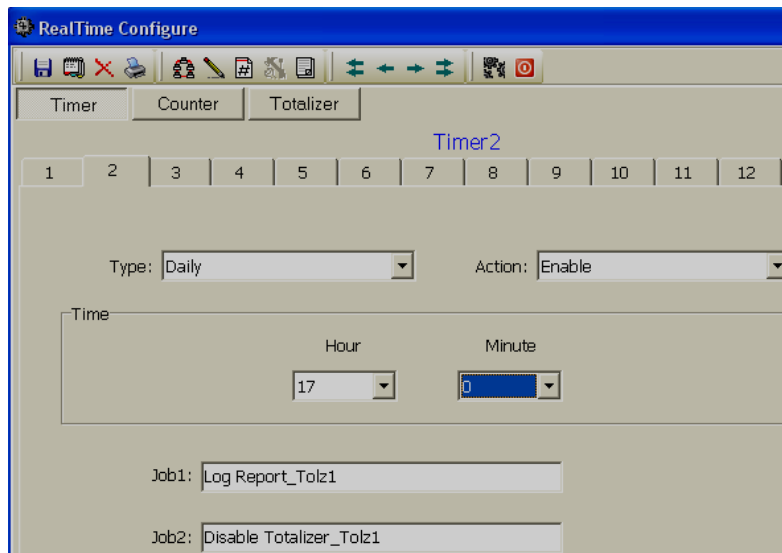 RealTime Configure
Timer Counter Totalizer
Timer2
1 2 3 4 5 6 7 8 9 10 11 12
Type: Daily Action: Enable
Time
Hour Minute
17 0
Job1: Log Report_Tolz1
Job2: Disable Totalizer_Tolz1